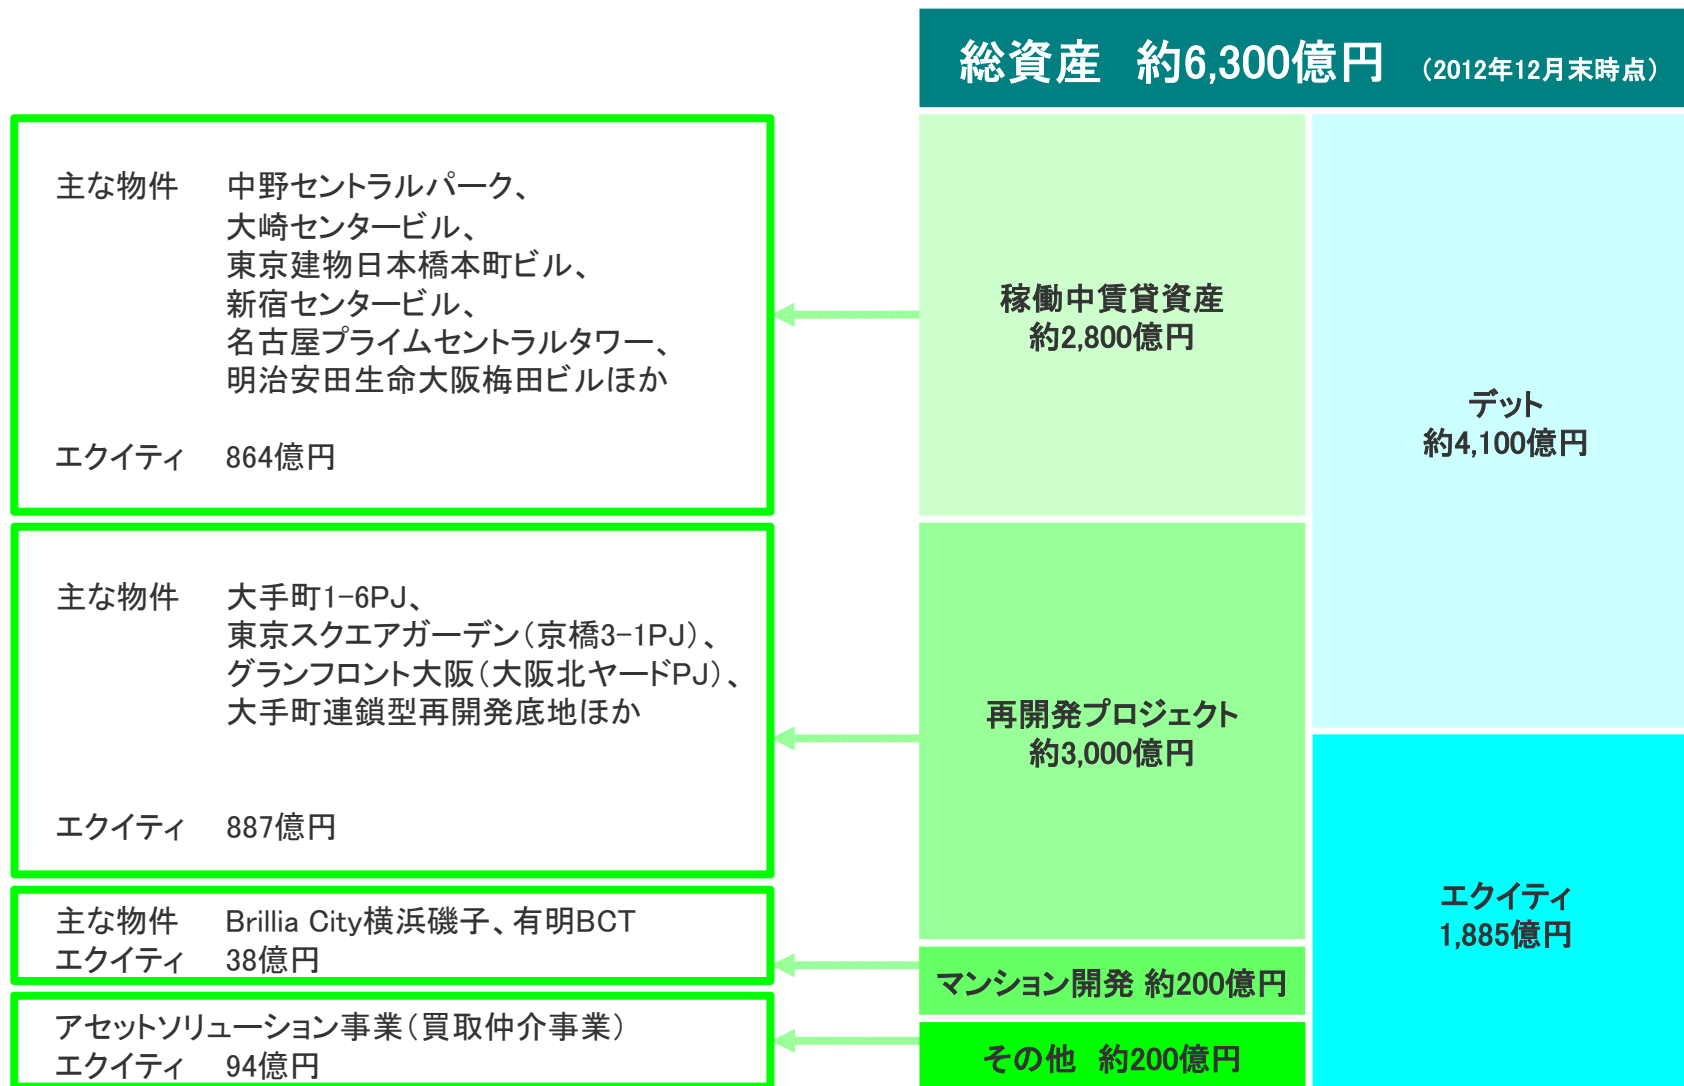 総資産 約6,300億円 (2012年12月末時点)
主な物件 中野セントラルパーク、
大崎センタービル、
東京建物日本橋本町ビル、
新宿センタービル、
名古屋プライムセントラルタワー、
明治安田生命大阪梅田ビルほか
エクイティ 864億円
稼働中賃貸資産
約2,800億円
デット
約4,100億円
主な物件 大手町1-6PJ、
東京スクエアガーデン(京橋3-1PJ)、
グランフロント大阪(大阪北ヤードPJ)、
大手町連鎖型再開発底地ほか
エクイティ 887億円
再開発プロジェクト
約3,000億円
エクイティ
1,885億円
主な物件 Brillia City横浜磯子、有明BCT
エクイティ 38億円
マンション開発 約200億円
アセットソリューション事業(買取仲介事業)
エクイティ 94億円
その他 約200億円